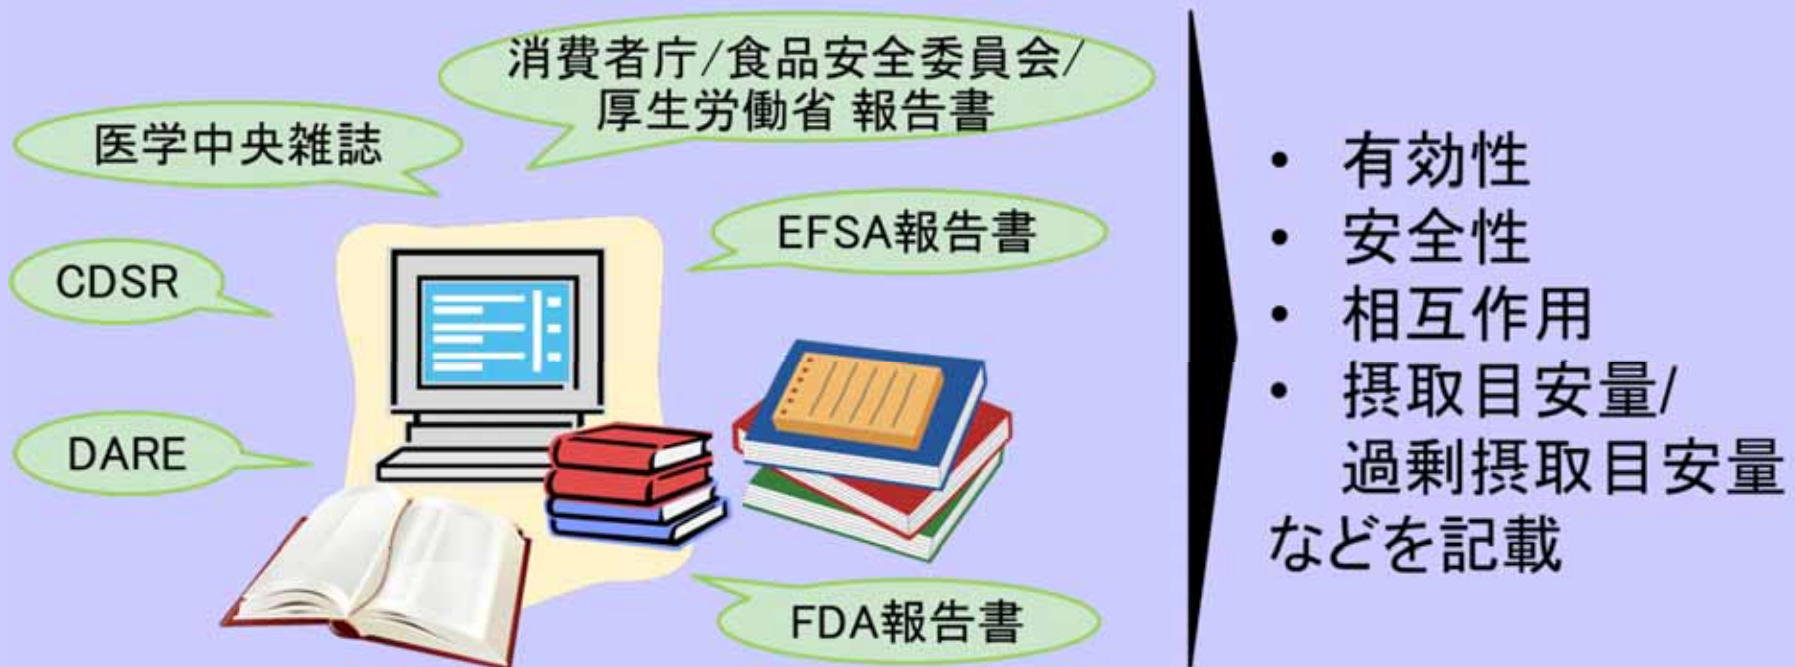 消費者庁/食品安全委員会/
厚生労働省 報告書
医学中央雑誌
EFSA報告書
CDSR
DARE
FDA報告書
• 有効性
• 安全性
• 相互作用
• 摂取目安量/
過剰摂取目安量
などを記載